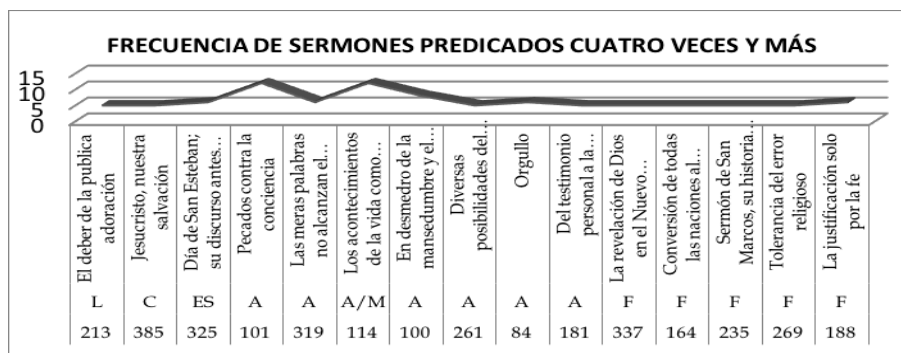 FRECUENCIA DE SERMONES PREDICADOS CUATRO VECES Y MÁS
15
10
5
0
El deber de la publica
adoración
Jesucristo, nuestra
salvación
Día de San Esteban;
su discurso antes…
Pecados contra la
conciencia
Las meras palabras
no alcanzan el…
Los acontecimientos
de la vida como…
En desmedro de la
mansedumbre y el…
Diversas
posibilidades del…
Orgullo
Del testimonio
personal a la…
La revelación de Dios
en el Nuevo…
Conversión de todas
las naciones al…
Sermón de San
Marcos, su historia…
Tolerancia del error
religioso
La justificación solo
por la fe
L C ES A A A/M A A A A F F F F F
213 385 325 101 319 114 100 261 84 181 337 164 235 269 188